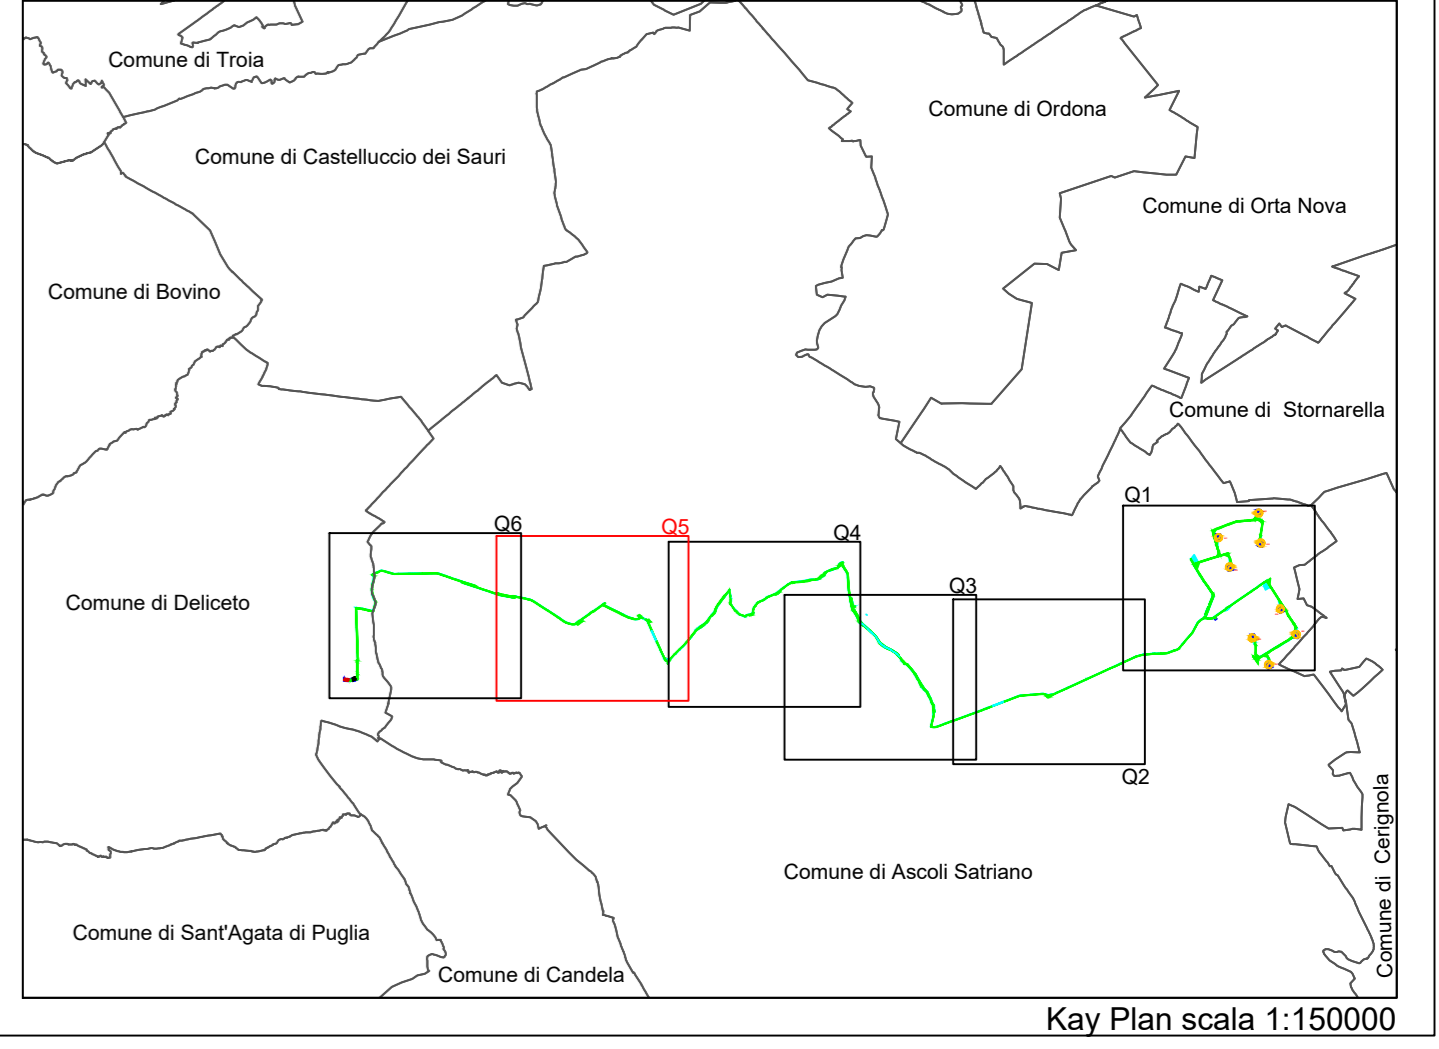 Comune di Troia
Comune di Ordona
Comune di Castelluccio dei Sauri
Comune di Orta Nova
Comune di Bovino
Comune di  Stornarella
Q1
Q6
Q5
Q4
Q3
Comune di Deliceto
Q2
Comune di Cerignola
Comune di Ascoli Satriano
Comune di Sant'Agata di Puglia
Comune di Candela
Kay Plan scala 1:150000